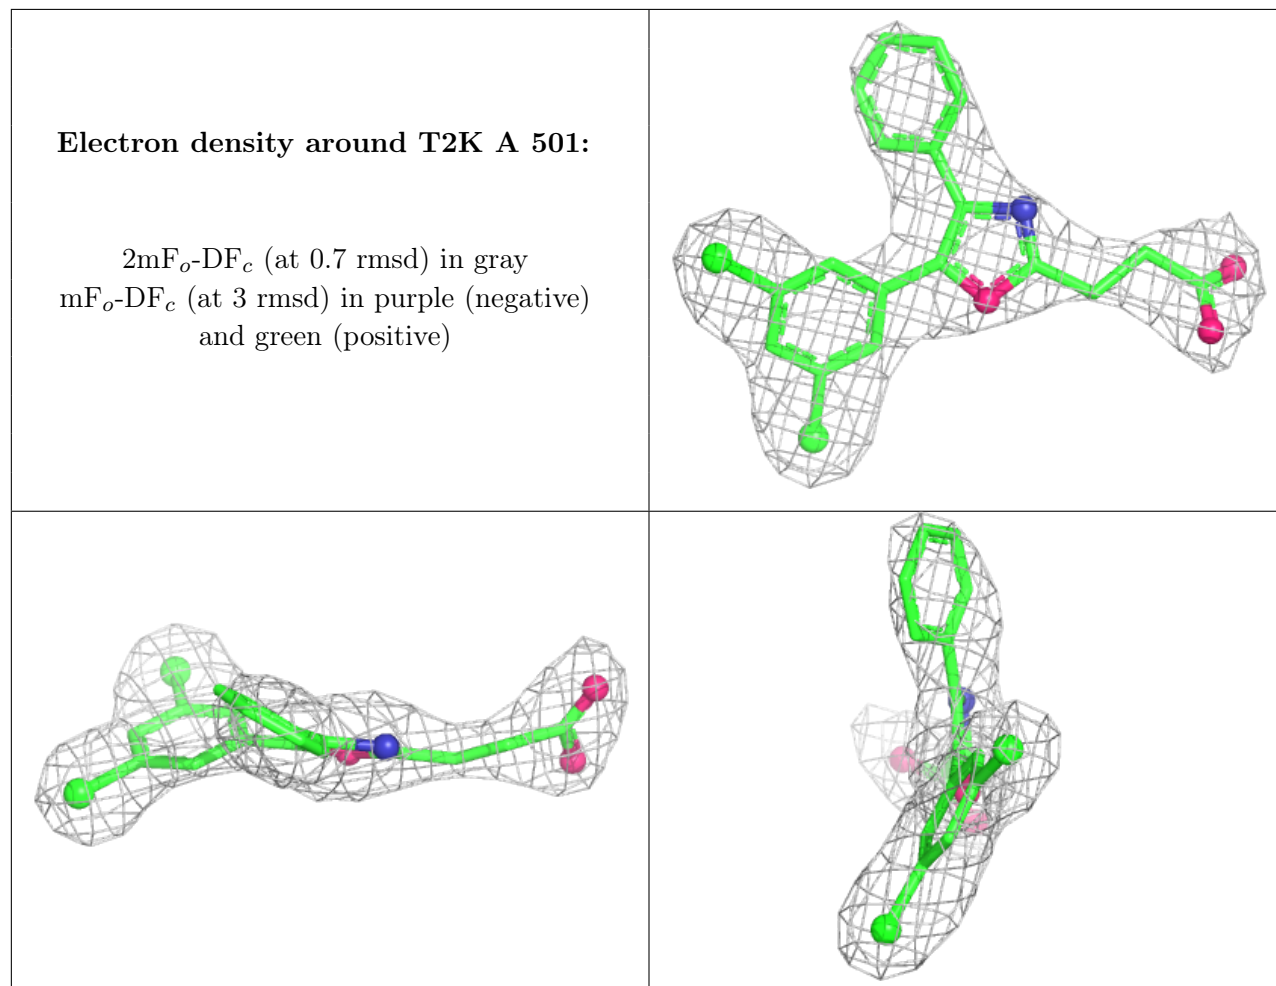 Electron density around T2K A 501:
2mFₒ-DF𝒸 (at 0.7 rmsd) in gray
mFₒ-DF𝒸 (at 3 rmsd) in purple (negative)
and green (positive)